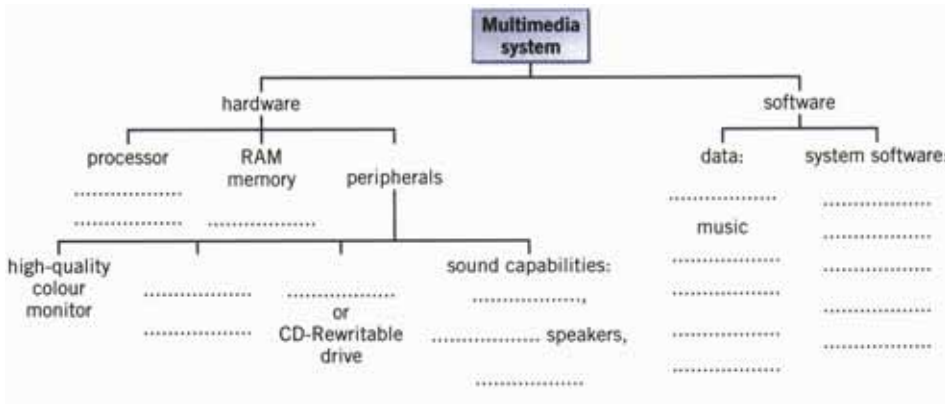 Multimedia
system
hardware
software
processor
RAM
memory
peripherals
data:
system software:
....................
....................
....................
music
high-quality
colour
monitor
....................
....................
....................
or
CD-Rewritable
drive
sound capabilities:
....................,
.................... speakers,
....................
....................
....................
....................
....................
....................
....................
....................
....................
....................
....................